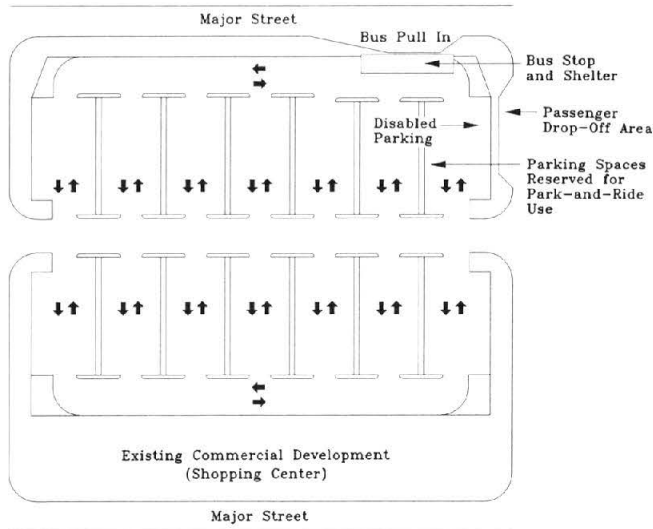 Major Street
Bus Pull In
Bus Stop
and Shelter
Disabled
Parking
Passenger
Drop-Off Area
Parking Spaces
Reserved for
Park-and-Ride
Use
Existing Commercial Development
(Shopping Center)
Major Street